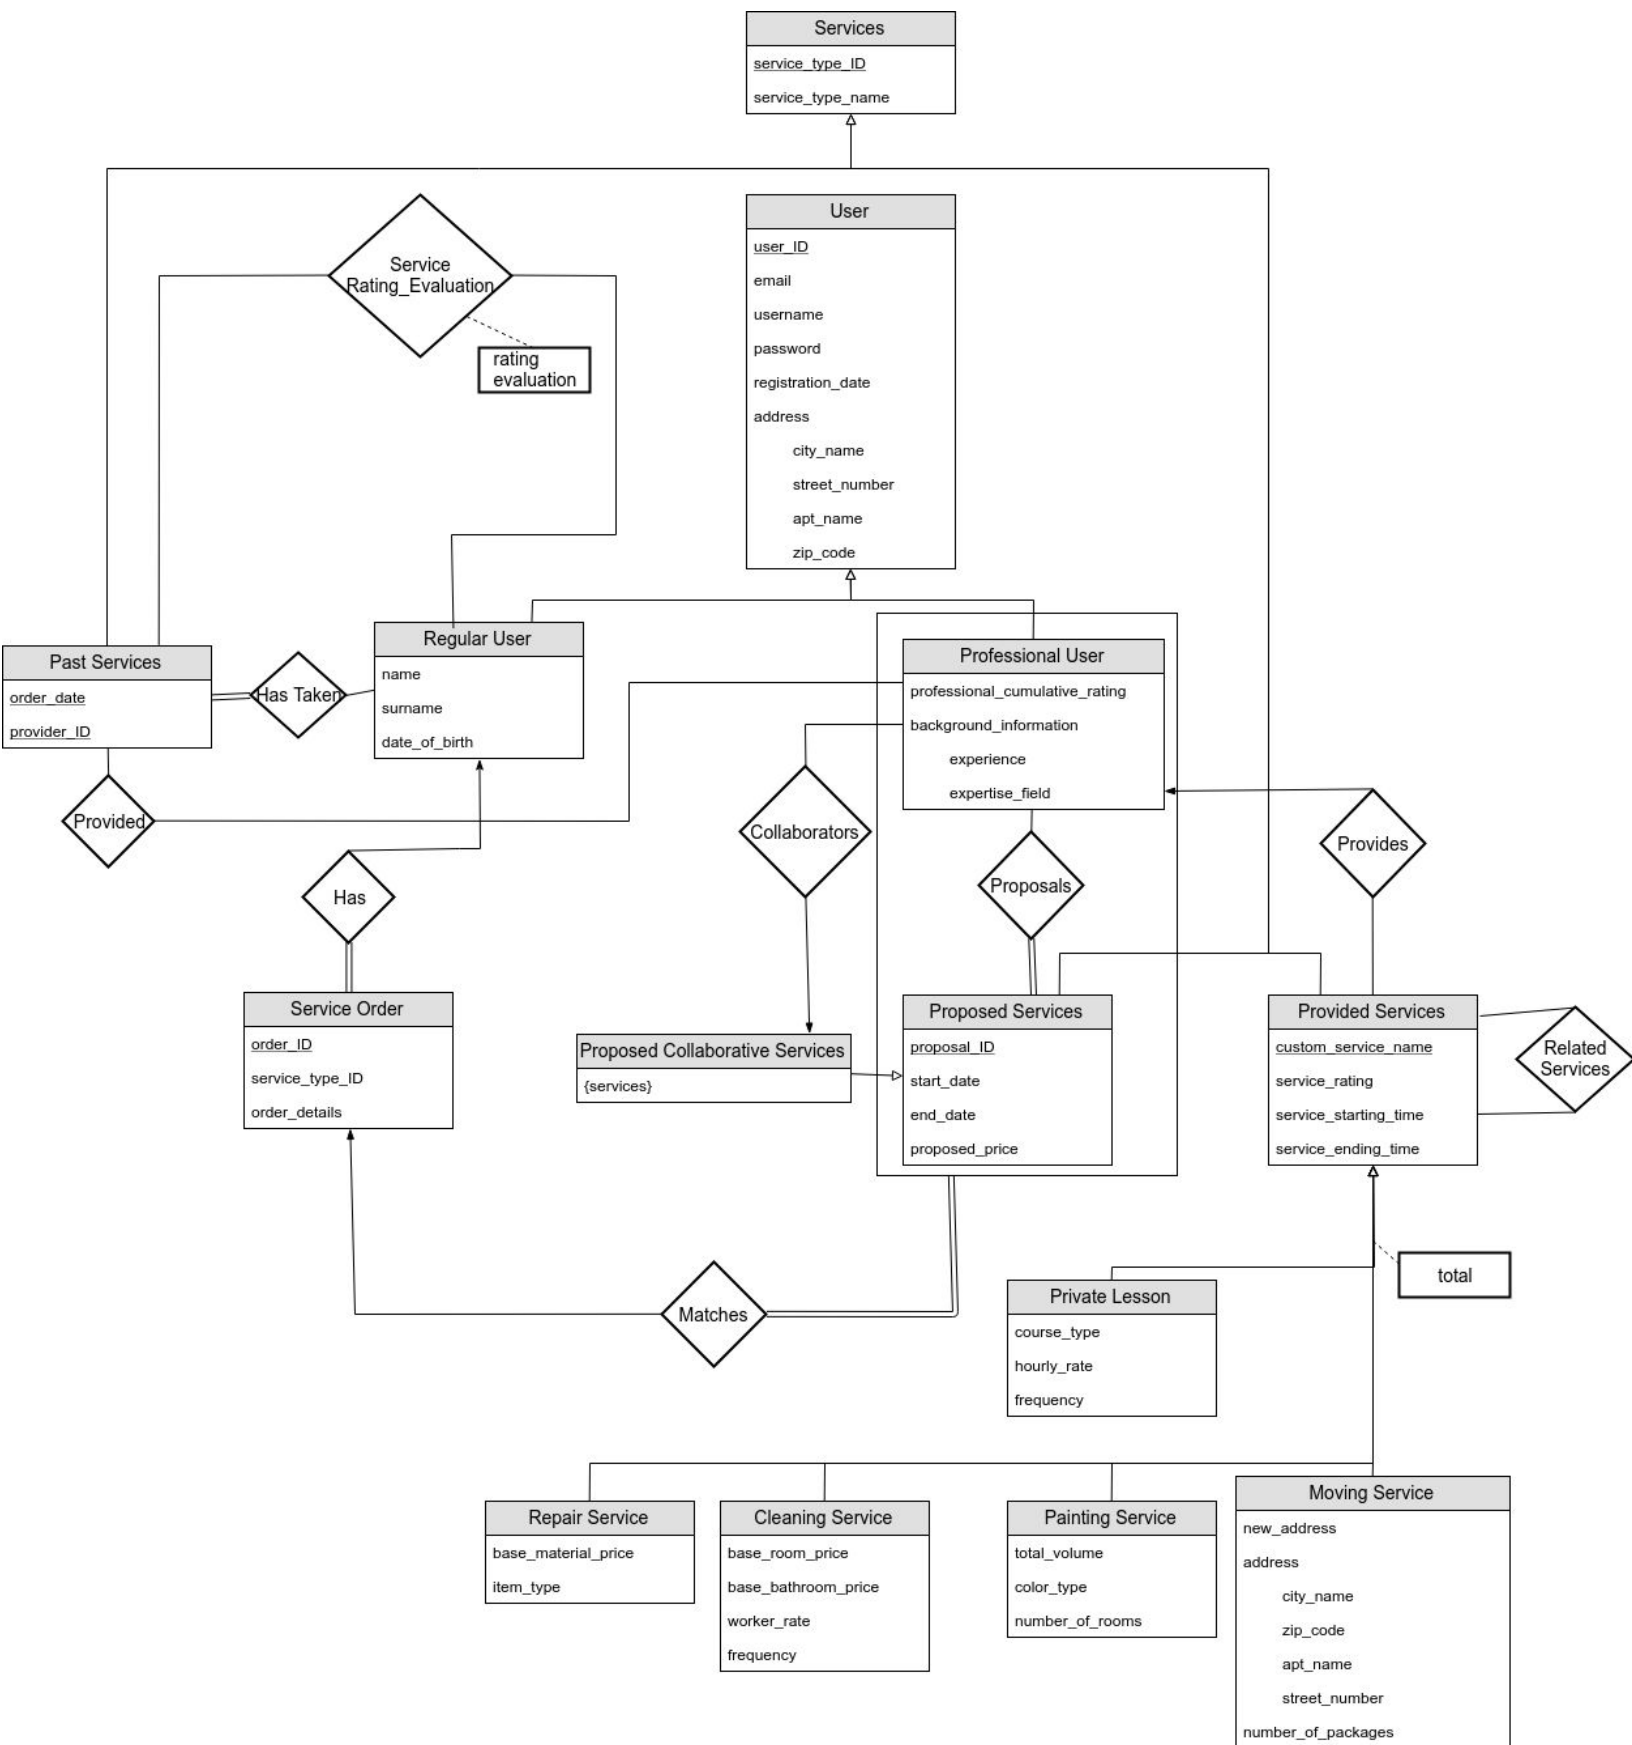 Services
service_type_ID
service_type_name
Service
Rating_Evaluation
rating
evaluation
User
user_ID
email
username
password
registration_date
address
city_name
street_number
apt_name
zip_code
Past Services
order_date
provider_ID
Has Taken
Regular User
name
surname
date_of_birth
Professional User
professional_cumulative_rating
background_information
experience
expertise_field
Provided
Collaborators
Provides
Has
Proposals
Service Order
order_ID
service_type_ID
order_details
Proposed Collaborative Services
{services}
Proposed Services
proposal_ID
start_date
end_date
proposed_price
Provided Services
custom_service_name
service_rating
service_starting_time
service_ending_time
Related
Services
Matches
total
Private Lesson
course_type
hourly_rate
frequency
Repair Service
base_material_price
item_type
Cleaning Service
base_room_price
base_bathroom_price
worker_rate
frequency
Painting Service
total_volume
color_type
number_of_rooms
Moving Service
new_address
address
city_name
zip_code
apt_name
street_number
number_of_packages